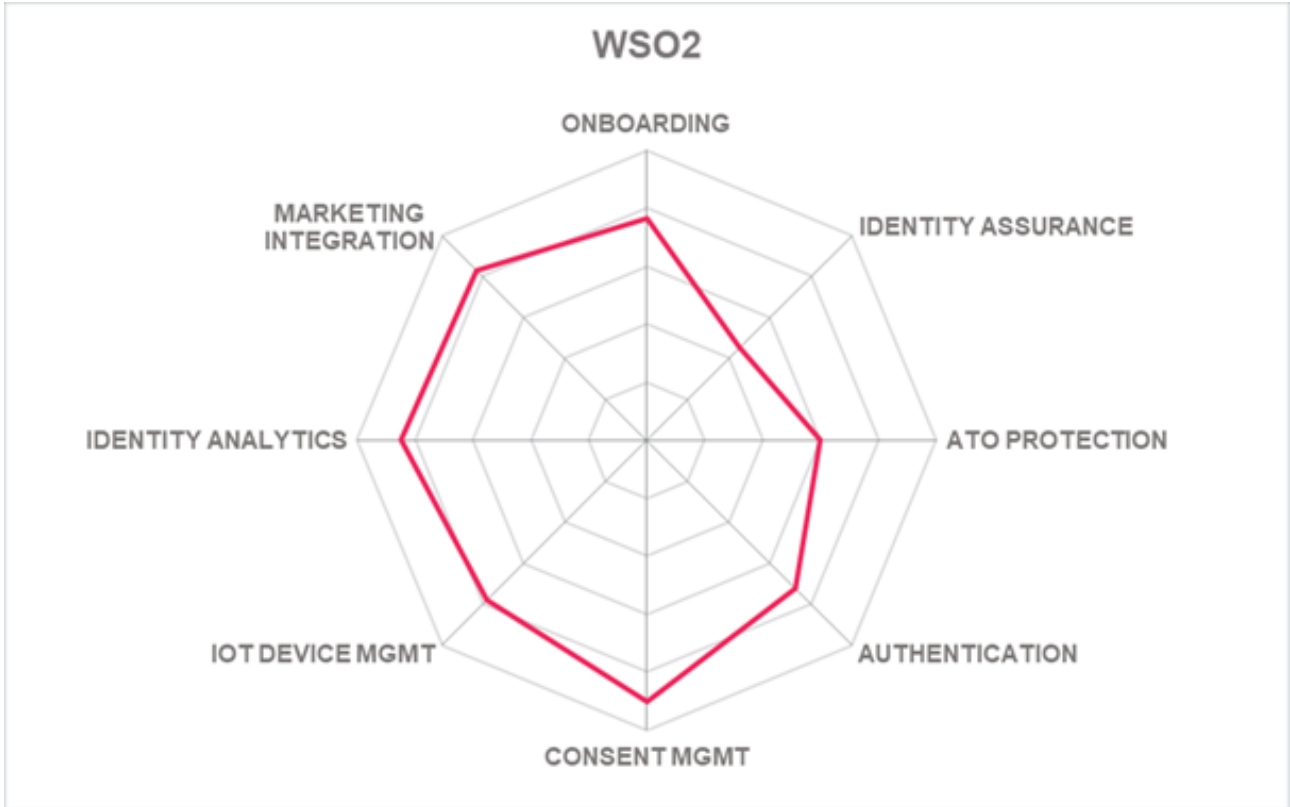 WSO2
ONBOARDING
IDENTITY ASSURANCE
ATO PROTECTION
AUTHENTICATION
CONSENT MGMT
IOT DEVICE MGMT
IDENTITY ANALYTICS
MARKETING
INTEGRATION